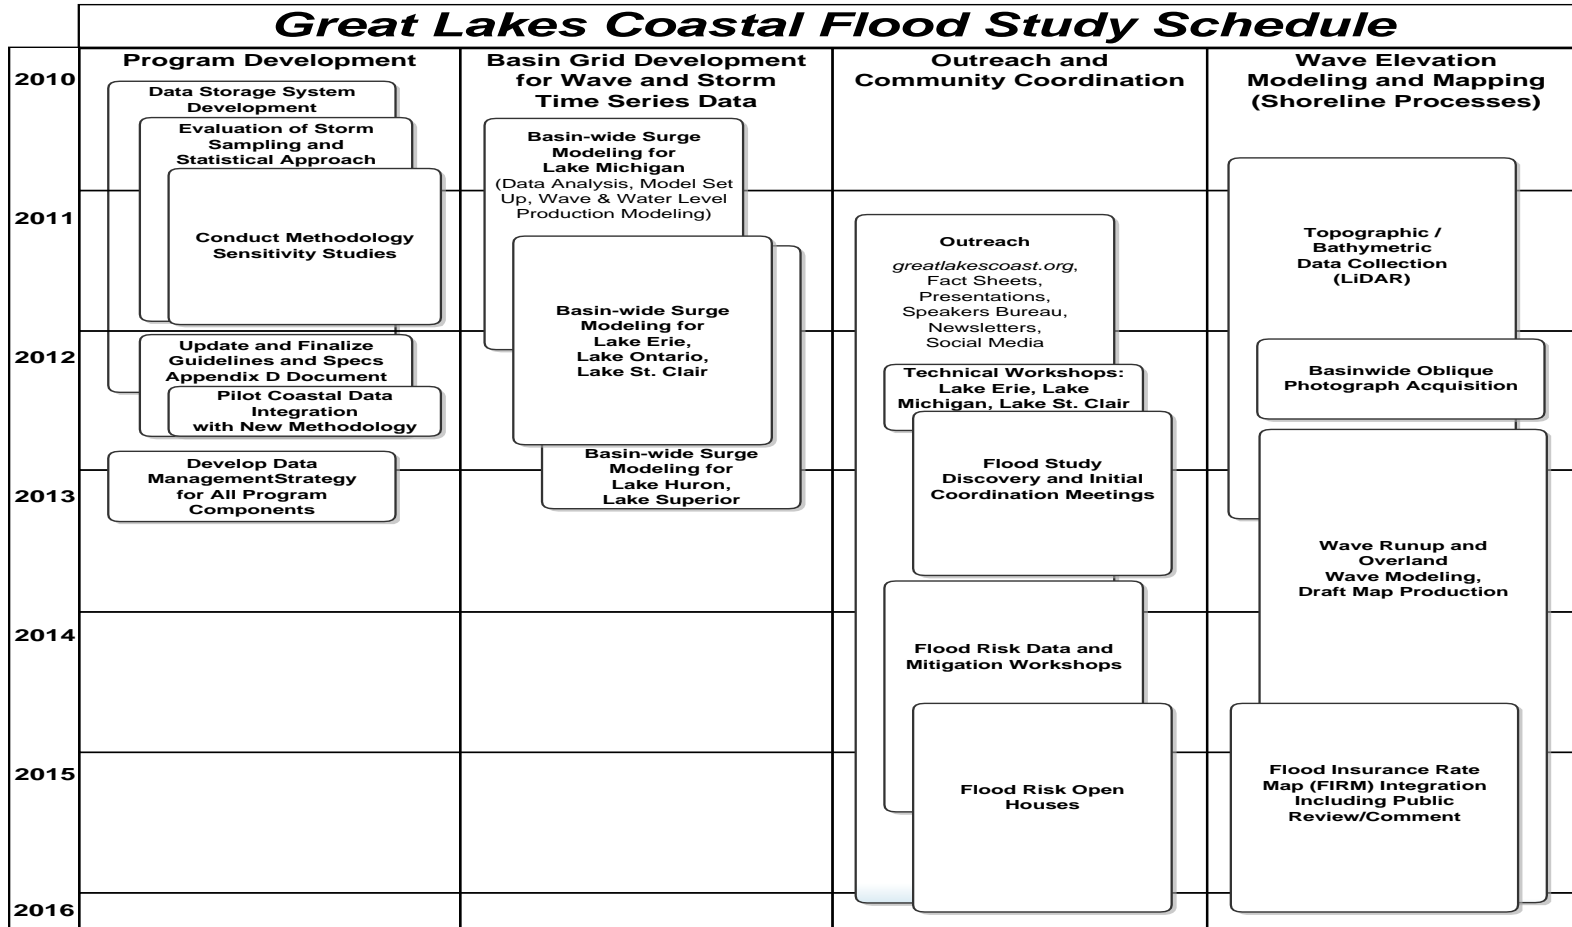 Great Lakes Coastal Flood Study Schedule
Program Development
Basin Grid Development
for Wave and Storm
Time Series Data
Outreach and
Community Coordination
Wave Elevation
Modeling and Mapping
(Shoreline Processes)
2010
2011
2012
2013
2014
2015
2016
Data Storage System
Development
Evaluation of Storm
Sampling and
Statistical Approach
Conduct Methodology
Sensitivity Studies
Update and Finalize
Guidelines and Specs
Appendix D Document
Pilot Coastal Data
Integration
with New Methodology
Develop Data
ManagementStrategy
for All Program
Components
Basin-wide Surge
Modeling for
Lake Michigan
(Data Analysis, Model Set
Up, Wave & Water Level
Production Modeling)
Basin-wide Surge
Modeling for
Lake Erie,
Lake Ontario,
Lake St. Clair
Basin-wide Surge
Modeling for
Lake Huron,
Lake Superior
Outreach
greatlakescoast.org,
Fact Sheets,
Presentations,
Speakers Bureau,
Newsletters,
Social Media
Technical Workshops:
Lake Erie, Lake
Michigan, Lake St. Clair
Flood Study
Discovery and Initial
Coordination Meetings
Flood Risk Data and
Mitigation Workshops
Flood Risk Open
Houses
Topographic /
Bathymetric
Data Collection
(LiDAR)
Basinwide Oblique
Photograph Acquisition
Wave Runup and
Overland
Wave Modeling,
Draft Map Production
Flood Insurance Rate
Map (FIRM) Integration
Including Public
Review/Comment